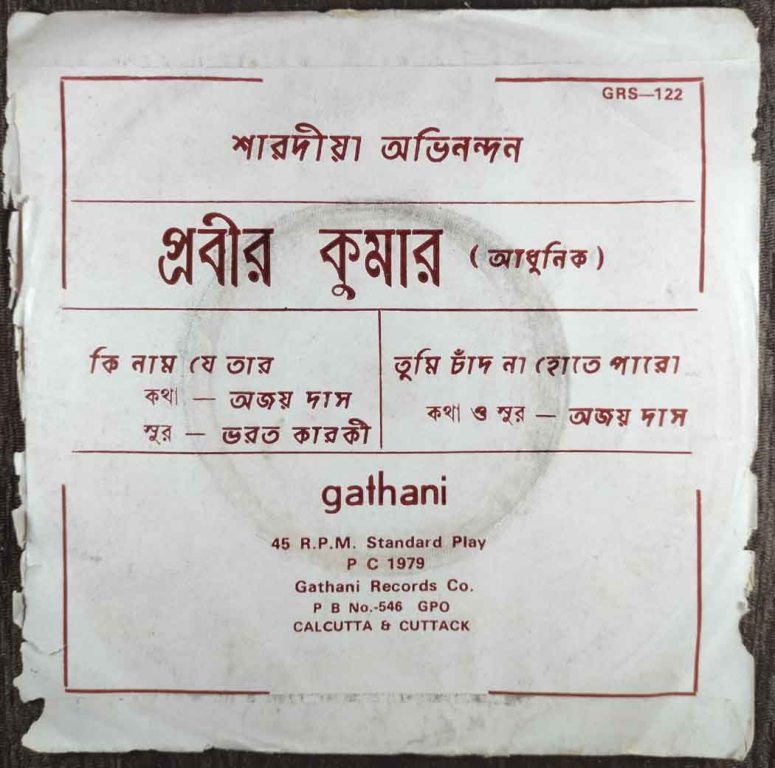 GRS—122
শারদীয়া অভিনন্দন
প্রবীর কুমার (আধুনিক)
কি নাম যে তার
কথা — অজয় দাস
সুর — ভরত কারকী
তুমি চাঁদ না হোতে পারো
কথা ও সুর — অজয় দাস
gathani
45 R.P.M. Standard Play
P C 1979
Gathani Records Co.
P B No.-546 GPO
CALCUTTA & CUTTACK